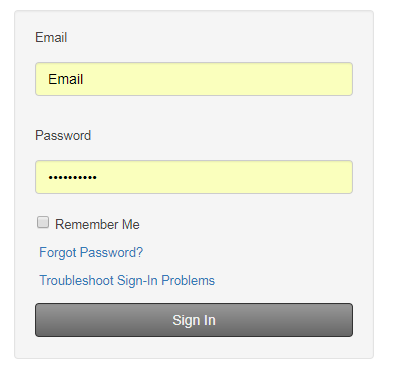 Email
Email
Password
••••••••••
Remember Me
Forgot Password?
Troubleshoot Sign-In Problems
Sign In